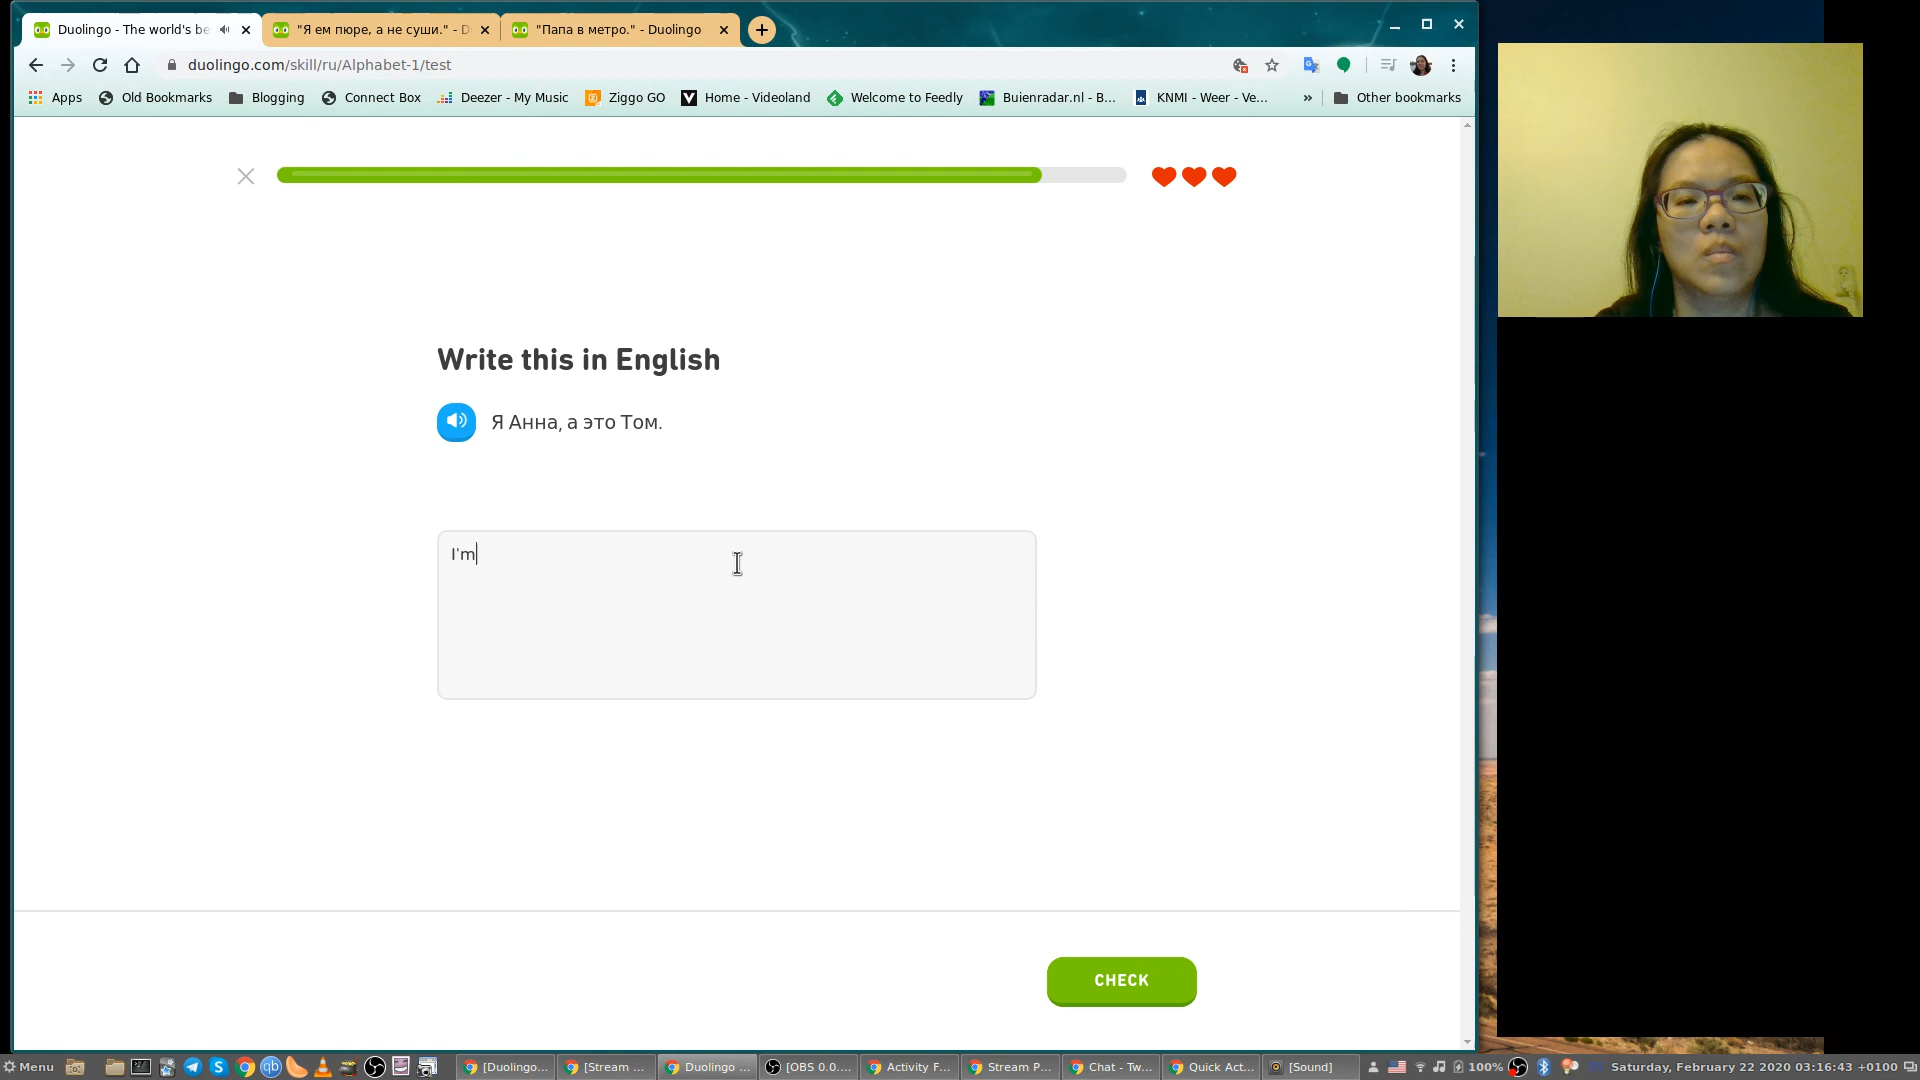 Duolingo - The world's be
"Я ем пюре, а не суши." - D
"Папа в метро." - Duolingo
duolingo.com/skill/ru/Alphabet-1/test
Apps
Old Bookmarks
Blogging
Connect Box
Deezer - My Music
Ziggo GO
Home - Videoland
Welcome to Feedly
Buienradar.nl - B...
KNMI - Weer - Ve...
»
Other bookmarks
Write this in English
Я Анна, а это Том.
I'm
CHECK
Menu
[Duolingo...
[Stream ...
Duolingo ...
[OBS 0.0....
Activity F...
Stream P...
Chat - Tw...
Quick Act...
[Sound]
100%
Saturday, February 22 2020 03:16:43 +0100